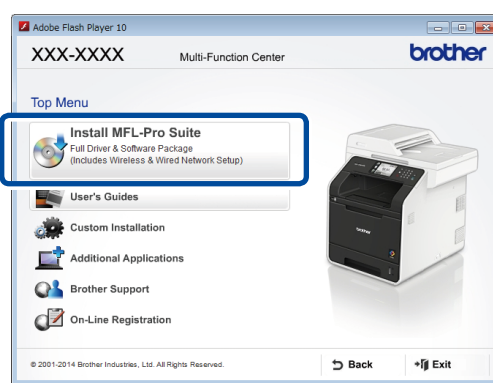 Adobe Flash Player 10
XXX-XXXX
Multi-Function Center
brother
Top Menu
Install MFL-Pro Suite
Full Driver & Software Package
(Includes Wireless & Wired Network Setup)
User's Guides
Custom Installation
Additional Applications
Brother Support
On-Line Registration
© 2001-2014 Brother Industries, Ltd. All Rights Reserved.
Back
Exit